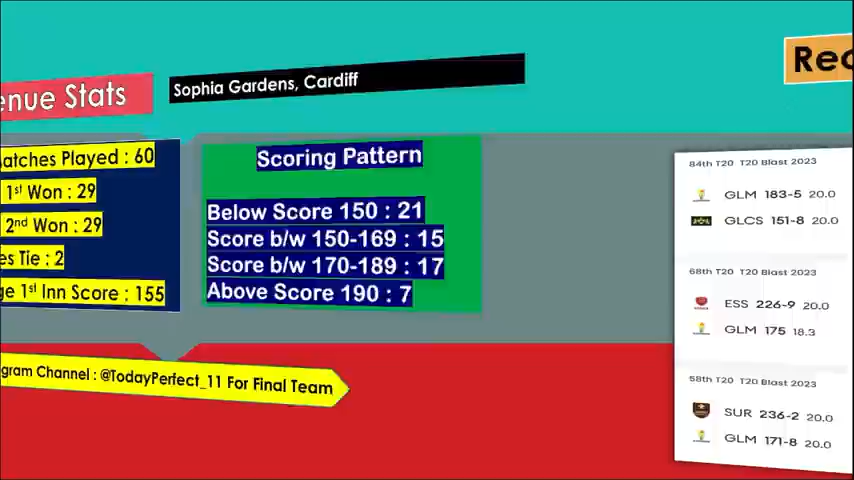 enue Stats
Sophia Gardens, Cardiff
Rec
atches Played : 60
1st Won : 29
2nd Won : 29
es Tie : 2
ge 1st Inn Score : 155
Scoring Pattern
Below Score 150 : 21
Score b/w 150-169 : 15
Score b/w 170-189 : 17
Above Score 190 : 7
gram Channel : @TodayPerfect_11 For Final Team
84th T20 T20 Blast 2023
GLM 183-5 20.0
GLCS 151-8 20.0
68th T20 T20 Blast 2023
ESS 226-9 20.0
GLM 175 18.3
58th T20 T20 Blast 2023
SUR 236-2 20.0
GLM 171-8 20.0